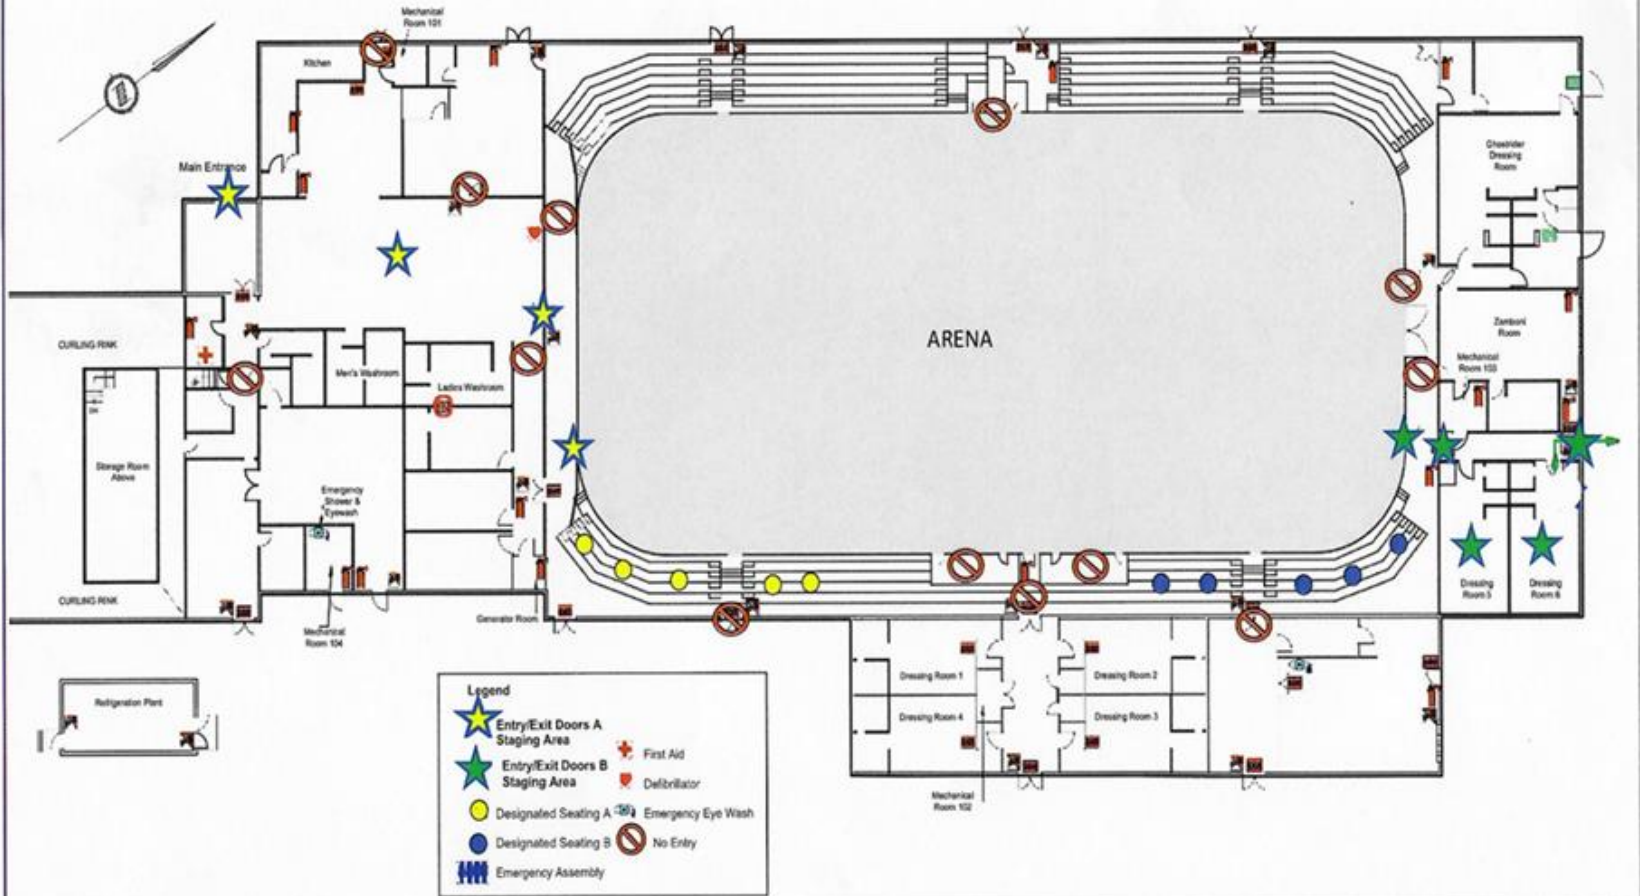 Mechanical
Room 101
Kitchen
Main Entrance
Ghostrider
Dressing
Room
CURLING RINK
Men's Washroom
Ladies Washroom
ARENA
Zamboni
Room
Mechanical
Room 103
Storage Room
Above
Emergency
Shower &
Eyewash
Dressing
Room 5
Dressing
Room 6
CURLING RINK
Mechanical
Room 104
Generator Room
Refrigeration Plant
Dressing Room 1
Dressing Room 2
Dressing Room 4
Dressing Room 3
Mechanical
Room 102
Legend
Entry/Exit Doors A
Staging Area
Entry/Exit Doors B
Staging Area
Designated Seating A
Designated Seating B
Emergency Assembly
First Aid
Defibrillator
Emergency Eye Wash
No Entry